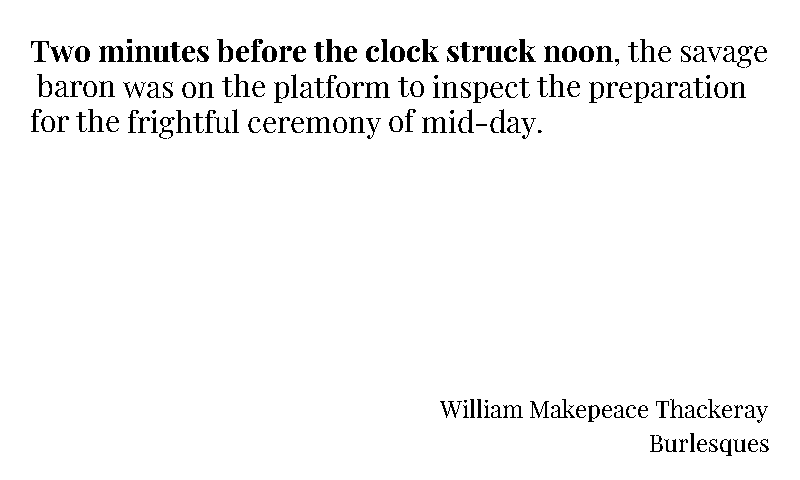 Two minutes before the clock struck noon, the savage
baron was on the platform to inspect the preparation
for the frightful ceremony of mid-day.
William Makepeace Thackeray
Burlesques